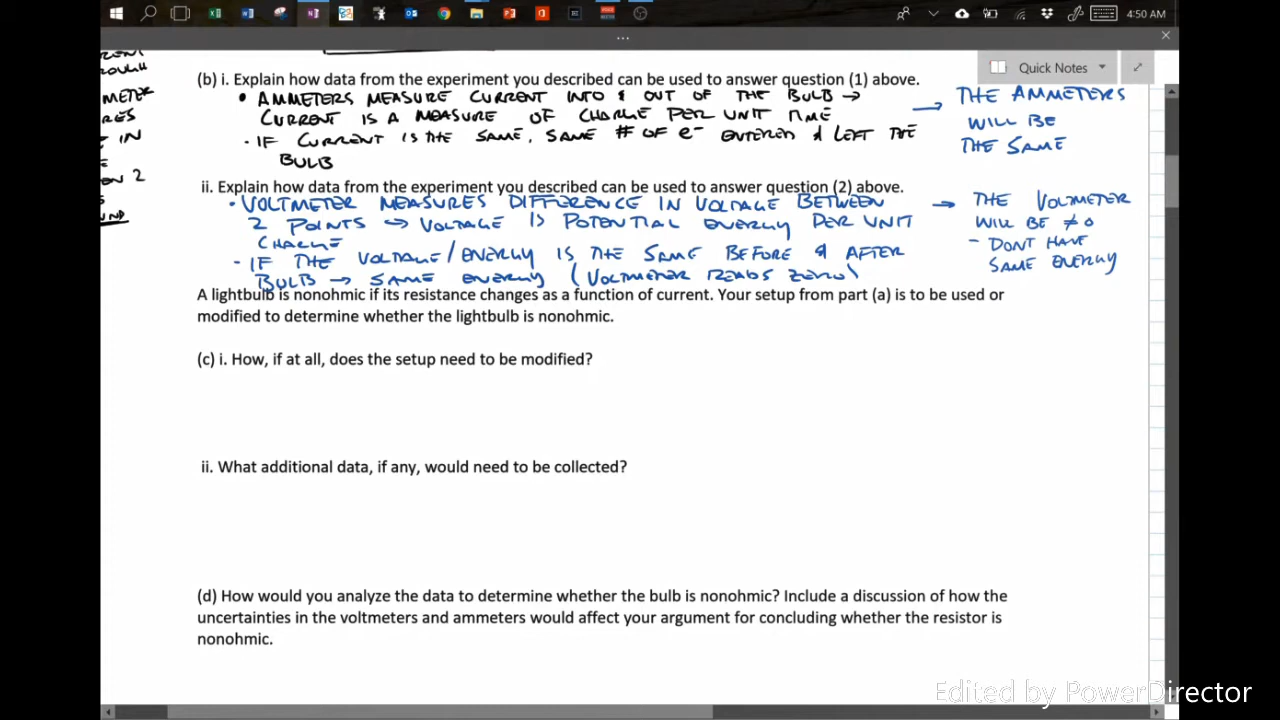 4:50 AM
...
Quick Notes
ROUGH
METER
RES
IN
ON 2
UND
(b) i. Explain how data from the experiment you described can be used to answer question (1) above.
• AMMETERS MEASURE CURRENT INTO & OUT OF THE BULB →
CURRENT IS A MEASURE OF CHARGE PER UNIT TIME
· IF CURRENT IS THE SAME, SAME # OF e⁻ ENTERED & LEFT THE
BULB
→ THE AMMETERS
WILL BE
THE SAME
ii. Explain how data from the experiment you described can be used to answer question (2) above.
• VOLTMETER MEASURES DIFFERENCE IN VOLTAGE BETWEEN
2 POINTS → VOLTAGE IS POTENTIAL ENERGY PER UNIT
CHARGE
- IF THE VOLTAGE/ENERGY IS THE SAME BEFORE & AFTER
BULB → SAME ENERGY (VOLTMETER READS ZERO)
→ THE VOLTMETER
WILL BE ≠ 0
- DONT HAVE
SAME ENERGY
A lightbulb is nonohmic if its resistance changes as a function of current. Your setup from part (a) is to be used or
modified to determine whether the lightbulb is nonohmic.
(c) i. How, if at all, does the setup need to be modified?
ii. What additional data, if any, would need to be collected?
(d) How would you analyze the data to determine whether the bulb is nonohmic? Include a discussion of how the
uncertainties in the voltmeters and ammeters would affect your argument for concluding whether the resistor is
nonohmic.
Edited by PowerDirector